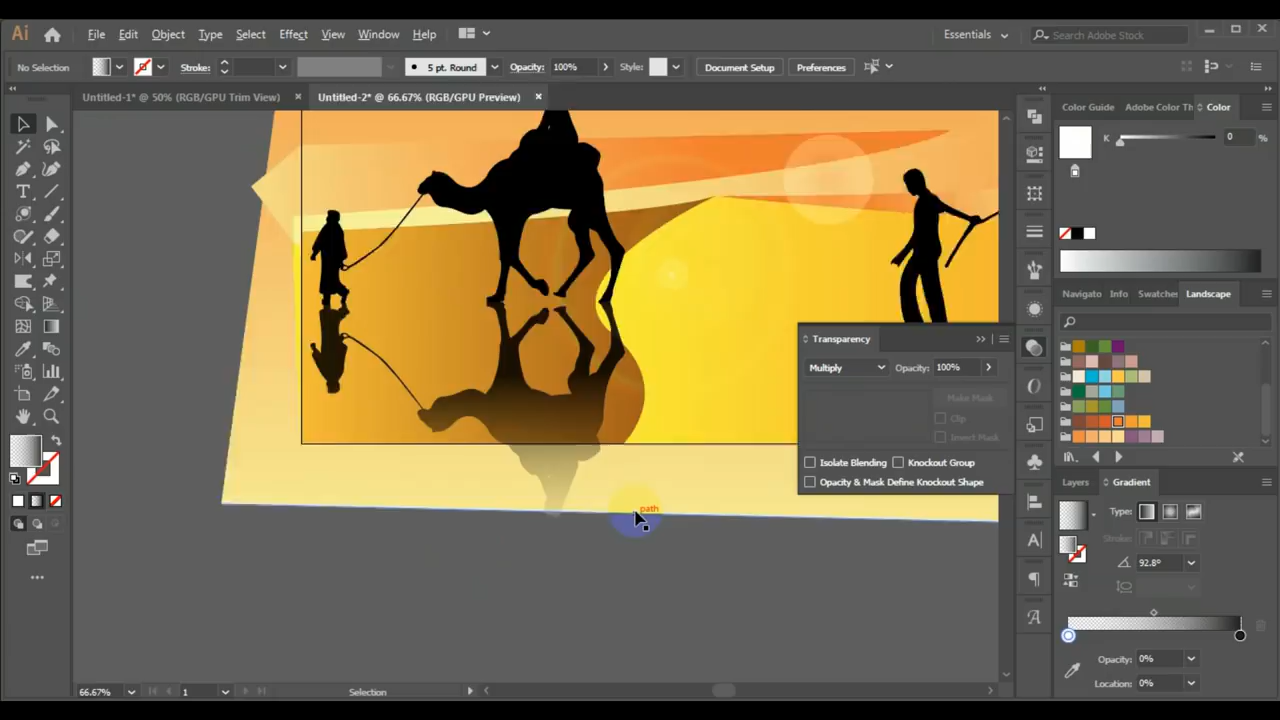 Ai File Edit Object Type Select Effect View Window Help Essentials Search Adobe Stock
No Selection Stroke: 5 pt. Round Opacity: 100% Style: Document Setup Preferences
Untitled-1* @ 50% (RGB/GPU Trim View) × Untitled-2* @ 66.67% (RGB/GPU Preview) ×
Color Guide Adobe Color Th Color
K 0 %
Navigato Info Swatches Landscape
Transparency
Multiply Opacity: 100%
Make Mask
Clip
Invert Mask
Isolate Blending Knockout Group
Opacity & Mask Define Knockout Shape
Layers Gradient
Type:
Stroke:
92.8°
path
Opacity: 0%
Location: 0%
66.67% 1 Selection